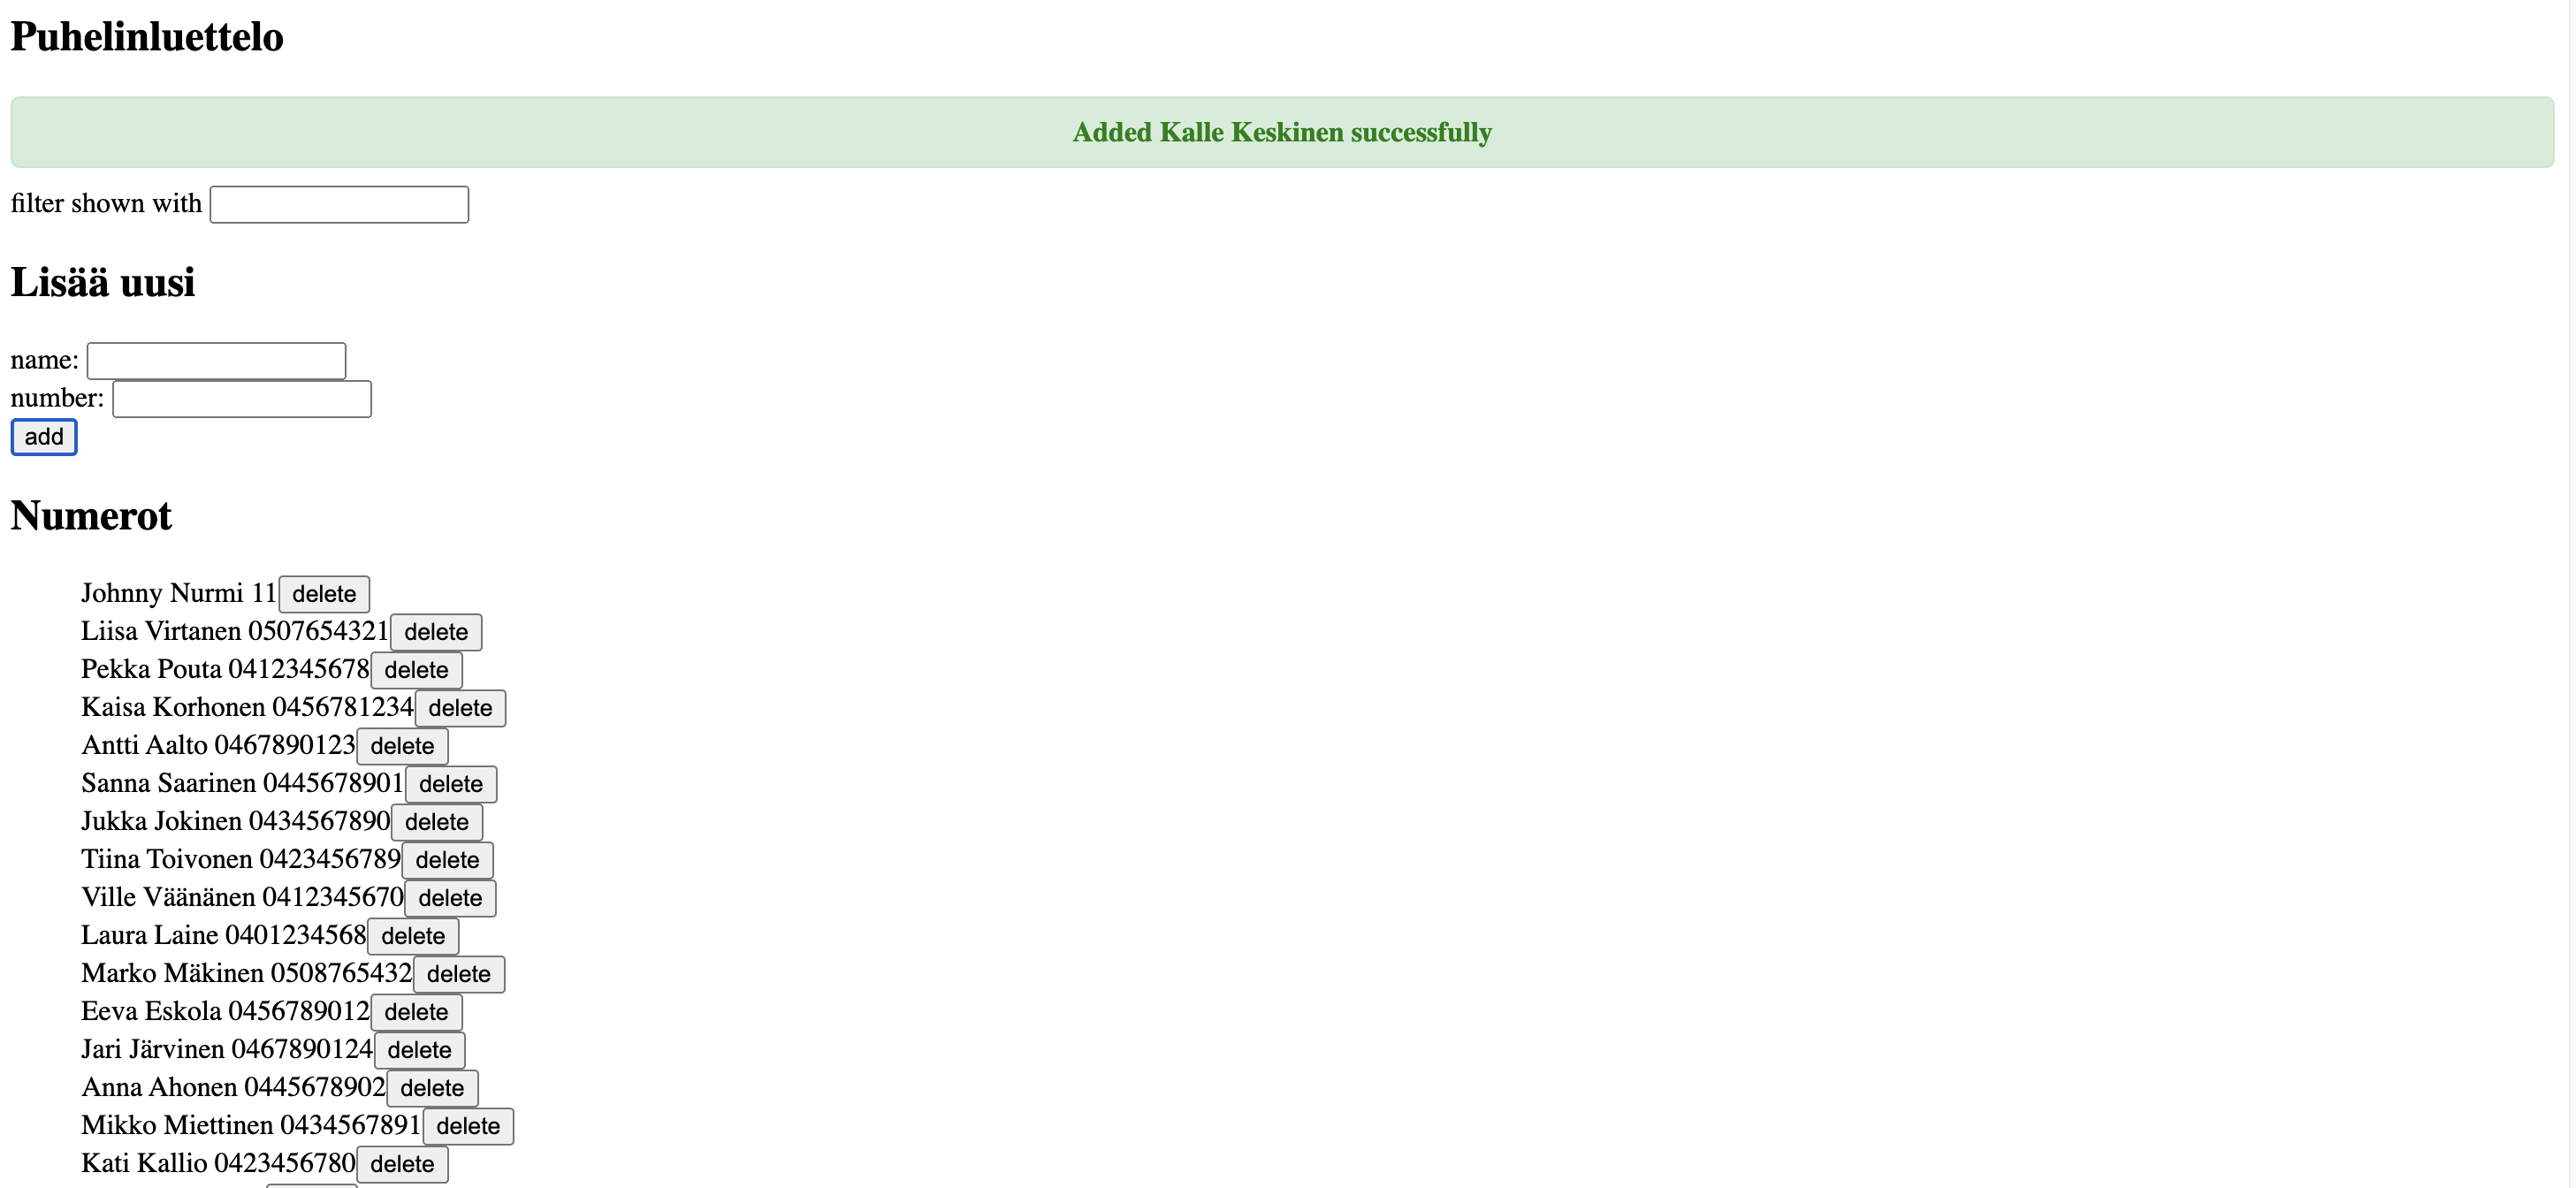 Puhelinluettelo
Added Kalle Keskinen successfully
filter shown with
Lisää uusi
name:
number:
add
Numerot
Johnny Nurmi 11 delete
Liisa Virtanen 0507654321 delete
Pekka Pouta 0412345678 delete
Kaisa Korhonen 0456781234 delete
Antti Aalto 0467890123 delete
Sanna Saarinen 0445678901 delete
Jukka Jokinen 0434567890 delete
Tiina Toivonen 0423456789 delete
Ville Väänänen 0412345670 delete
Laura Laine 0401234568 delete
Marko Mäkinen 0508765432 delete
Eeva Eskola 0456789012 delete
Jari Järvinen 0467890124 delete
Anna Ahonen 0445678902 delete
Mikko Miettinen 0434567891 delete
Kati Kallio 0423456780 delete